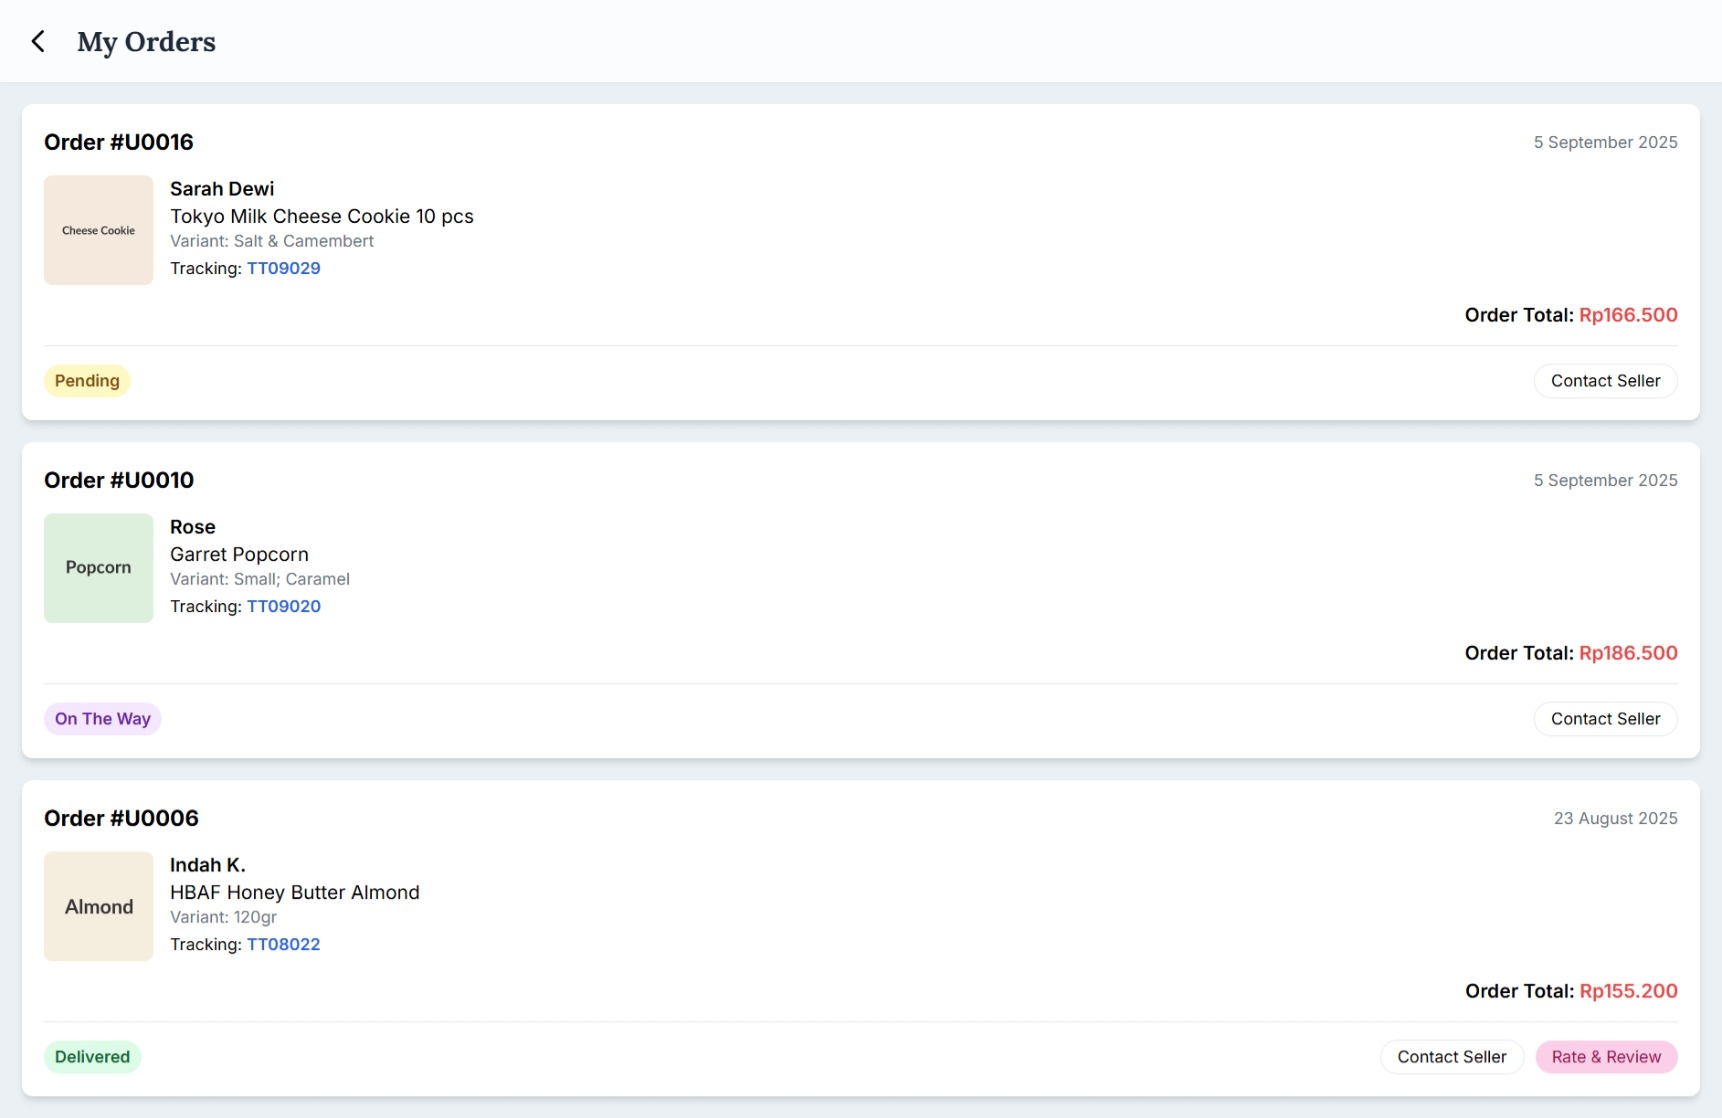 My Orders
Order #U0016
5 September 2025
Cheese Cookie
Sarah Dewi
Tokyo Milk Cheese Cookie 10 pcs
Variant: Salt & Camembert
Tracking: TT09029
Order Total: Rp166.500
Pending
Contact Seller
Order #U0010
5 September 2025
Popcorn
Rose
Garret Popcorn
Variant: Small; Caramel
Tracking: TT09020
Order Total: Rp186.500
On The Way
Contact Seller
Order #U0006
23 August 2025
Almond
Indah K.
HBAF Honey Butter Almond
Variant: 120gr
Tracking: TT08022
Order Total: Rp155.200
Delivered
Contact Seller
Rate & Review